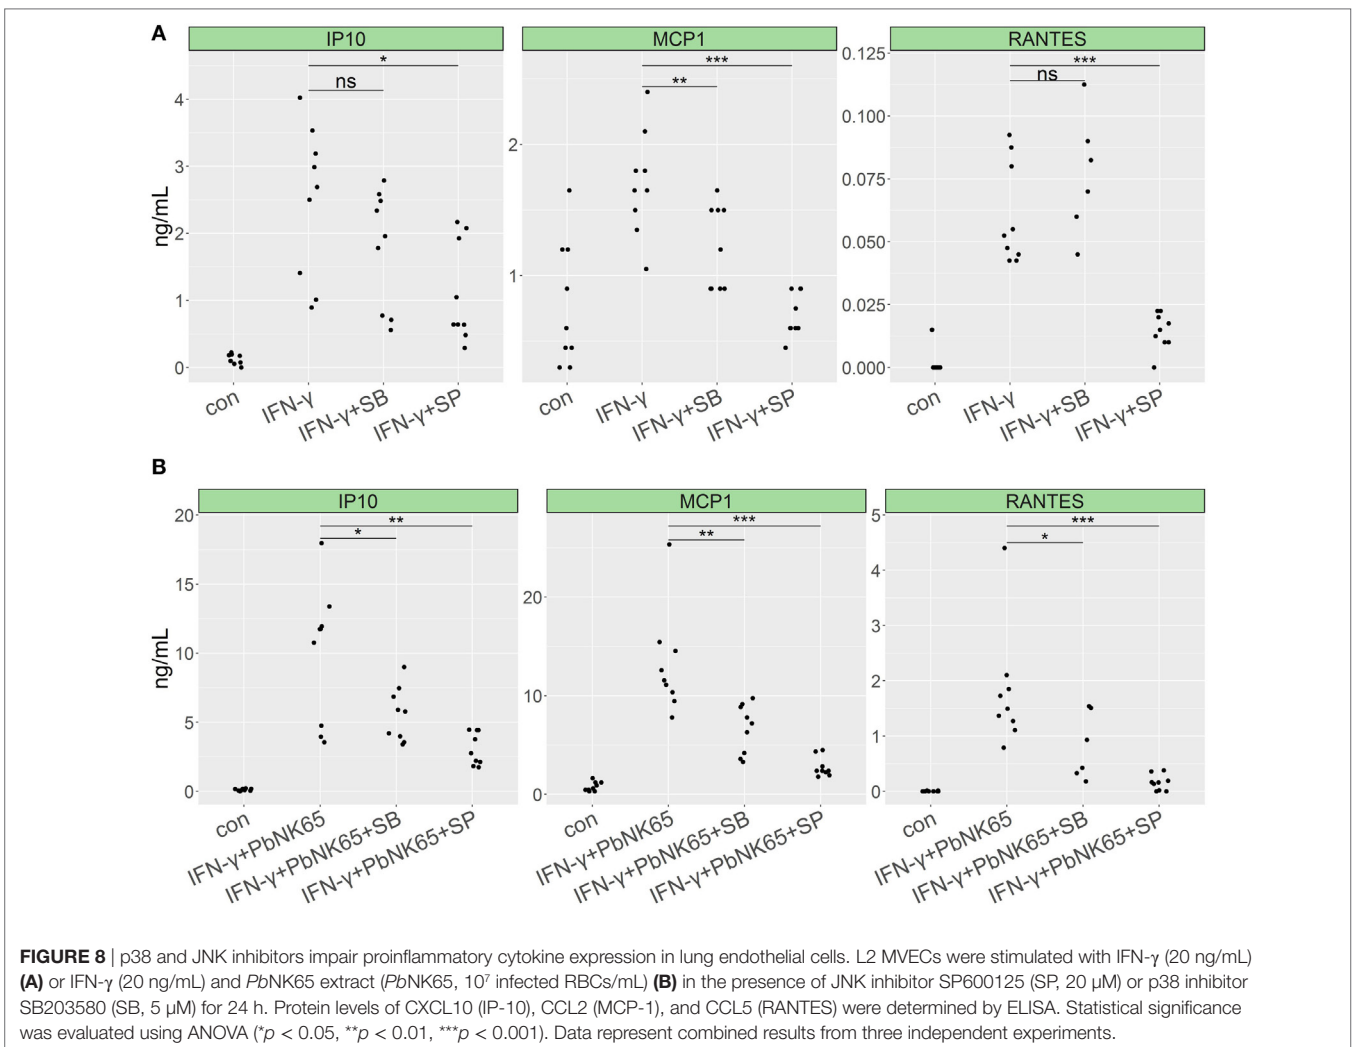 A
IP10 MCP1 RANTES
* *** ***
ns ** ns
ng/mL
4
3
2
1
0
2
1
0.125
0.100
0.075
0.050
0.025
0.000
con IFN-γ IFN-γ+SB IFN-γ+SP con IFN-γ IFN-γ+SB IFN-γ+SP con IFN-γ IFN-γ+SB IFN-γ+SP
B
IP10 MCP1 RANTES
** *** ***
* ** *
ng/mL
20
15
10
5
0
20
10
0
5
4
3
2
1
0
con IFN-γ+PbNK65 IFN-γ+PbNK65+SB IFN-γ+PbNK65+SP con IFN-γ+PbNK65 IFN-γ+PbNK65+SB IFN-γ+PbNK65+SP con IFN-γ+PbNK65 IFN-γ+PbNK65+SB IFN-γ+PbNK65+SP
FIGURE 8 | p38 and JNK inhibitors impair proinflammatory cytokine expression in lung endothelial cells. L2 MVECs were stimulated with IFN-γ (20 ng/mL)
(A) or IFN-γ (20 ng/mL) and PbNK65 extract (PbNK65, 10⁷ infected RBCs/mL) (B) in the presence of JNK inhibitor SP600125 (SP, 20 µM) or p38 inhibitor
SB203580 (SB, 5 µM) for 24 h. Protein levels of CXCL10 (IP-10), CCL2 (MCP-1), and CCL5 (RANTES) were determined by ELISA. Statistical significance
was evaluated using ANOVA (*p < 0.05, **p < 0.01, ***p < 0.001). Data represent combined results from three independent experiments.